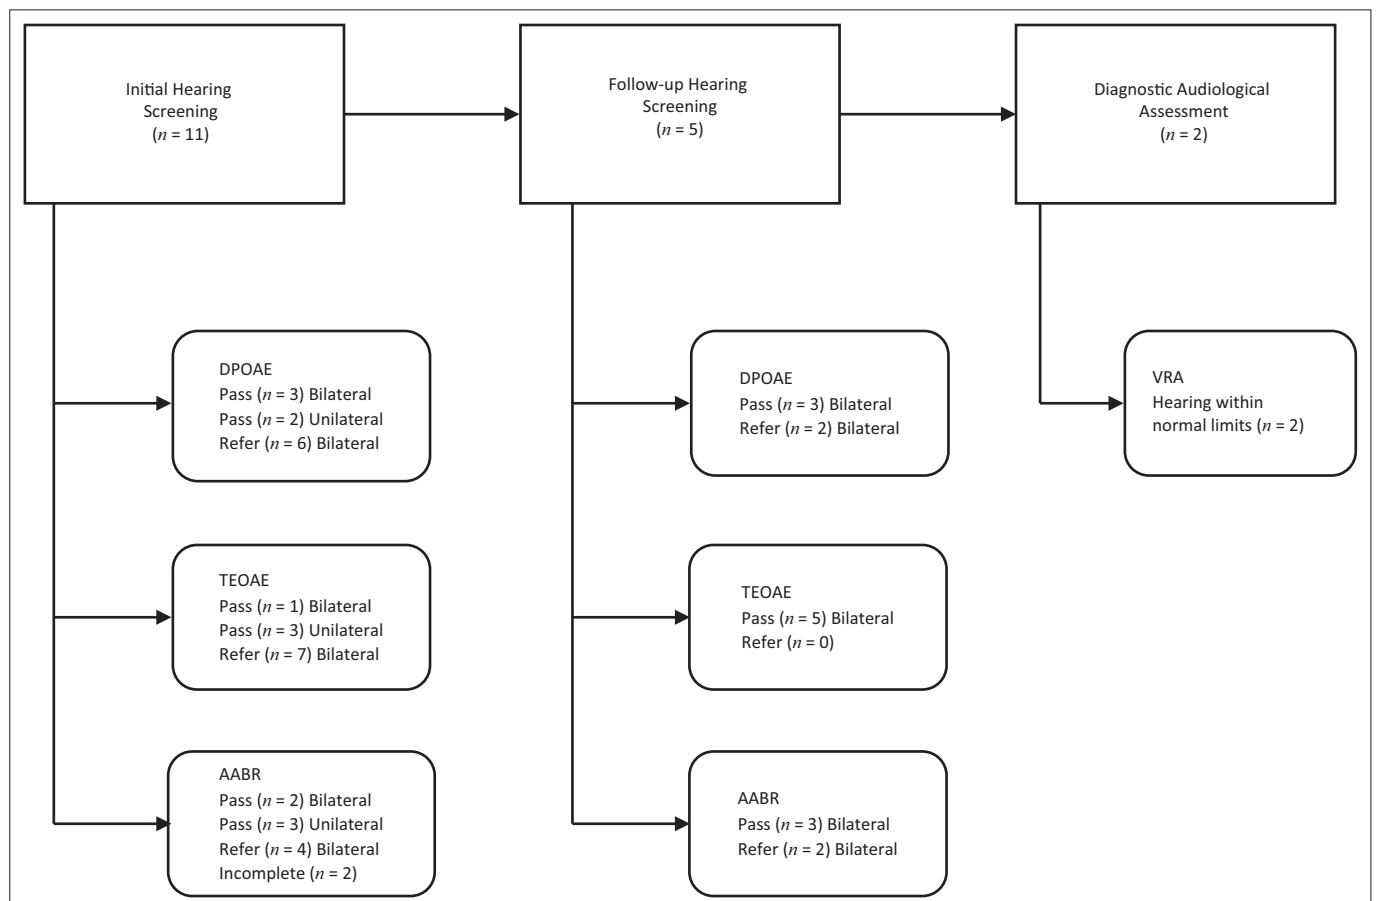 Initial Hearing
Screening
(n = 11)
Follow-up Hearing
Screening
(n = 5)
Diagnostic Audiological
Assessment
(n = 2)
DPOAE
Pass (n = 3) Bilateral
Pass (n = 2) Unilateral
Refer (n = 6) Bilateral
DPOAE
Pass (n = 3) Bilateral
Refer (n = 2) Bilateral
VRA
Hearing within
normal limits (n = 2)
TEOAE
Pass (n = 1) Bilateral
Pass (n = 3) Unilateral
Refer (n = 7) Bilateral
TEOAE
Pass (n = 5) Bilateral
Refer (n = 0)
AABR
Pass (n = 2) Bilateral
Pass (n = 3) Unilateral
Refer (n = 4) Bilateral
Incomplete (n = 2)
AABR
Pass (n = 3) Bilateral
Refer (n = 2) Bilateral